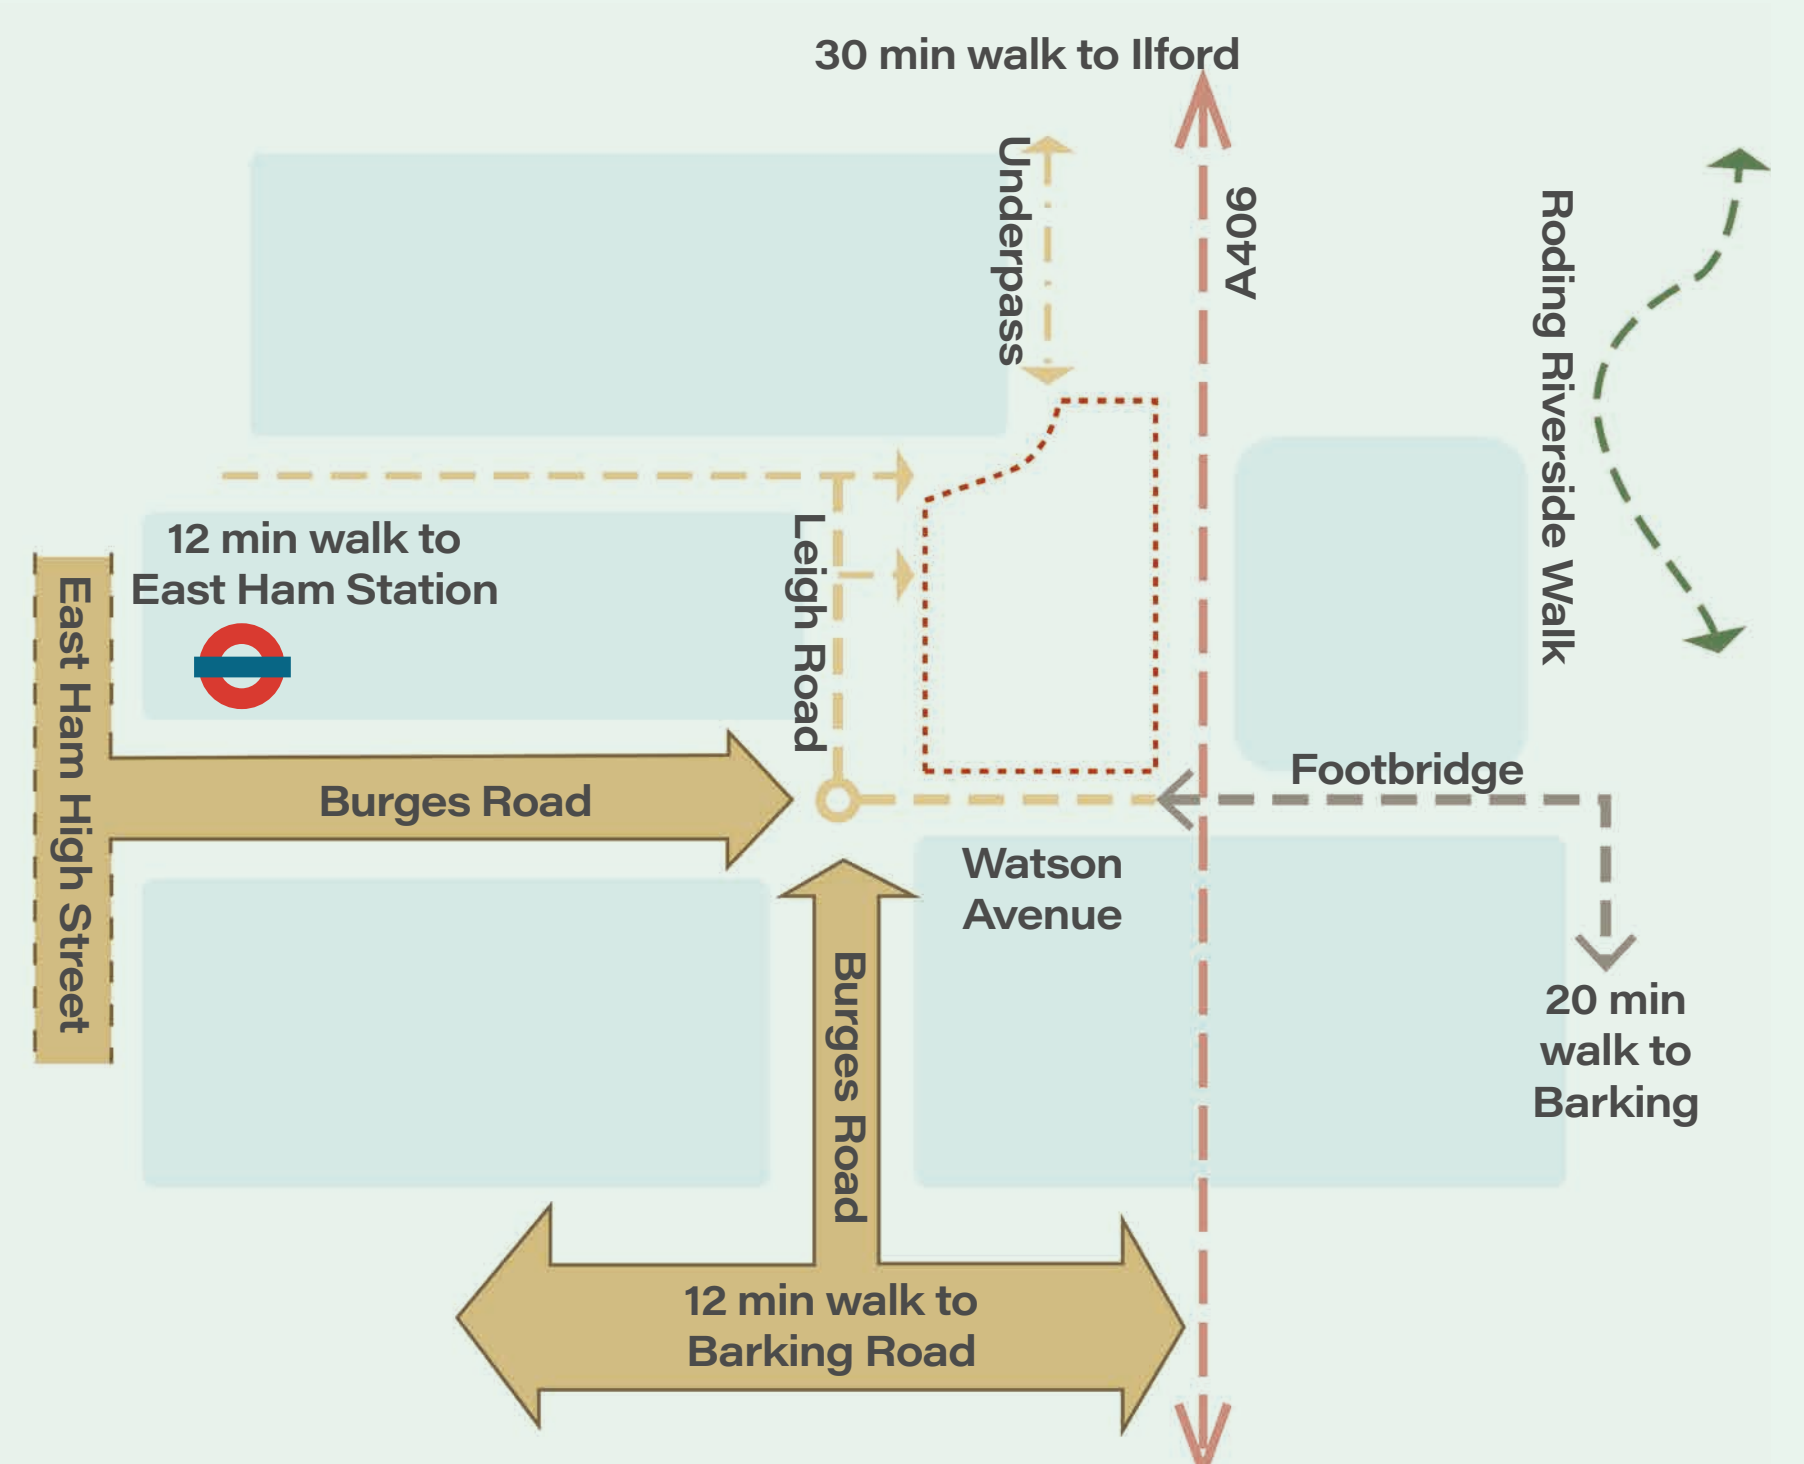 30 min walk to Ilford
Underpass
A406
Roding Riverside Walk
12 min walk to
East Ham Station
Leigh Road
East Ham High Street
Burges Road
Footbridge
Watson
Avenue
Burges Road
20 min
walk to
Barking
12 min walk to
Barking Road